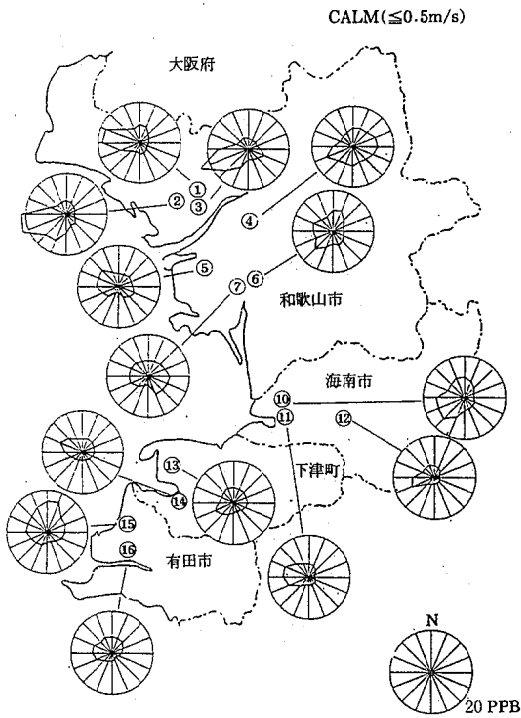 CALM(≦0.5m/s)
大阪府
①
②
③
④
⑤
⑦
⑥
和歌山市
海南市
⑩
⑪
⑫
下津町
⑬
⑭
⑮
⑯
有田市
N
20 PPB